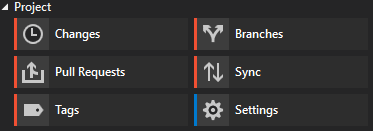 Project
Changes
Branches
Pull Requests
Sync
Tags
Settings